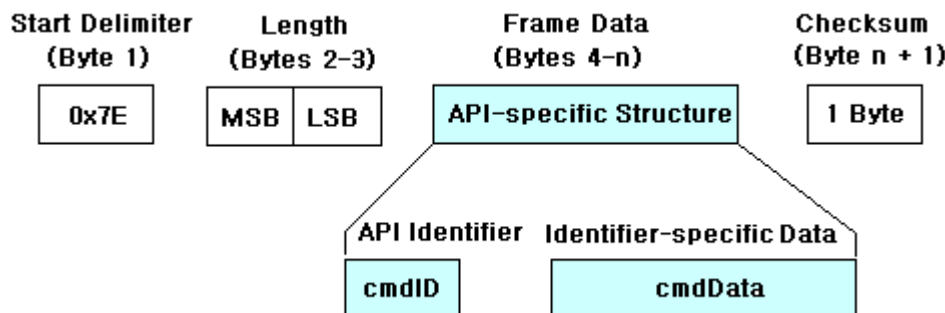 Start Delimiter
(Byte 1)
Length
(Bytes 2-3)
Frame Data
(Bytes 4-n)
Checksum
(Byte n + 1)
0x7E
MSB
LSB
API-specific Structure
1 Byte
API Identifier
Identifier-specific Data
cmdID
cmdData